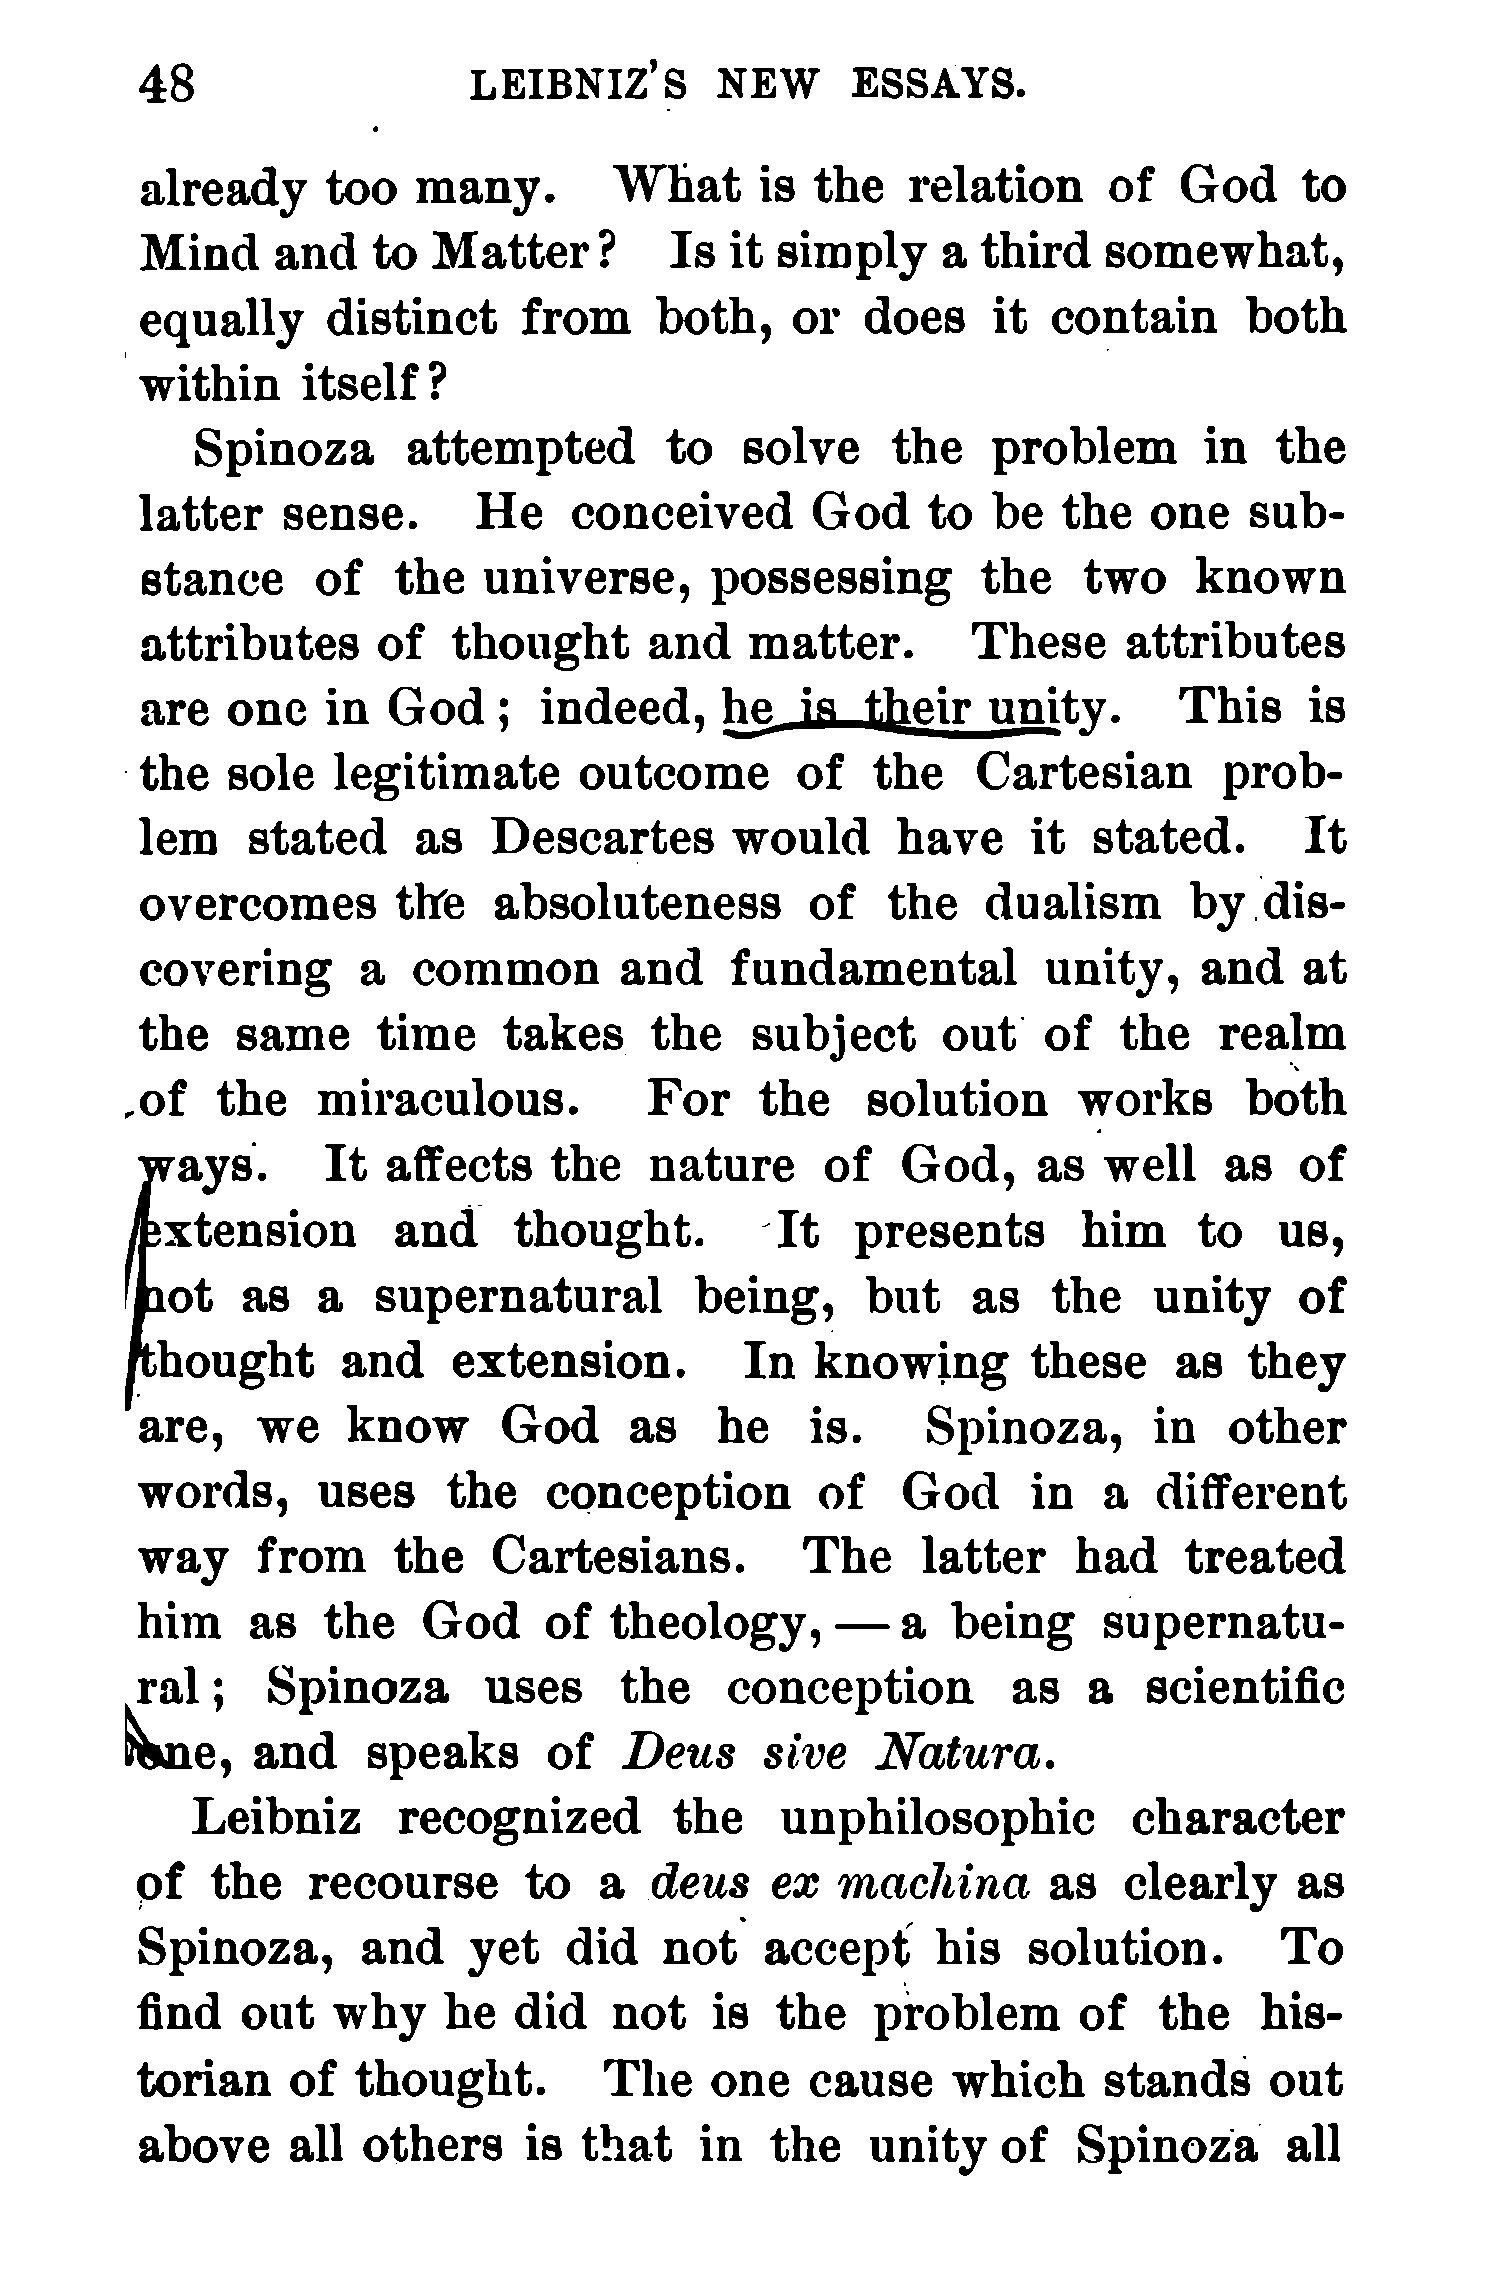 48 LEIBNIZ'S NEW ESSAYS.
already too many. What is the relation of God to
Mind and to Matter? Is it simply a third somewhat,
equally distinct from both, or does it contain both
within itself?
Spinoza attempted to solve the problem in the
latter sense. He conceived God to be the one sub-
stance of the universe, possessing the two known
attributes of thought and matter. These attributes
are one in God; indeed, he is their unity. This is
the sole legitimate outcome of the Cartesian prob-
lem stated as Descartes would have it stated. It
overcomes the absoluteness of the dualism by dis-
covering a common and fundamental unity, and at
the same time takes the subject out of the realm
of the miraculous. For the solution works both
ways. It affects the nature of God, as well as of
extension and thought. It presents him to us,
not as a supernatural being, but as the unity of
thought and extension. In knowing these as they
are, we know God as he is. Spinoza, in other
words, uses the conception of God in a different
way from the Cartesians. The latter had treated
him as the God of theology, — a being supernatu-
ral; Spinoza uses the conception as a scientific
one, and speaks of Deus sive Natura.
Leibniz recognized the unphilosophic character
of the recourse to a deus ex machina as clearly as
Spinoza, and yet did not accept his solution. To
find out why he did not is the problem of the his-
torian of thought. The one cause which stands out
above all others is that in the unity of Spinoza all